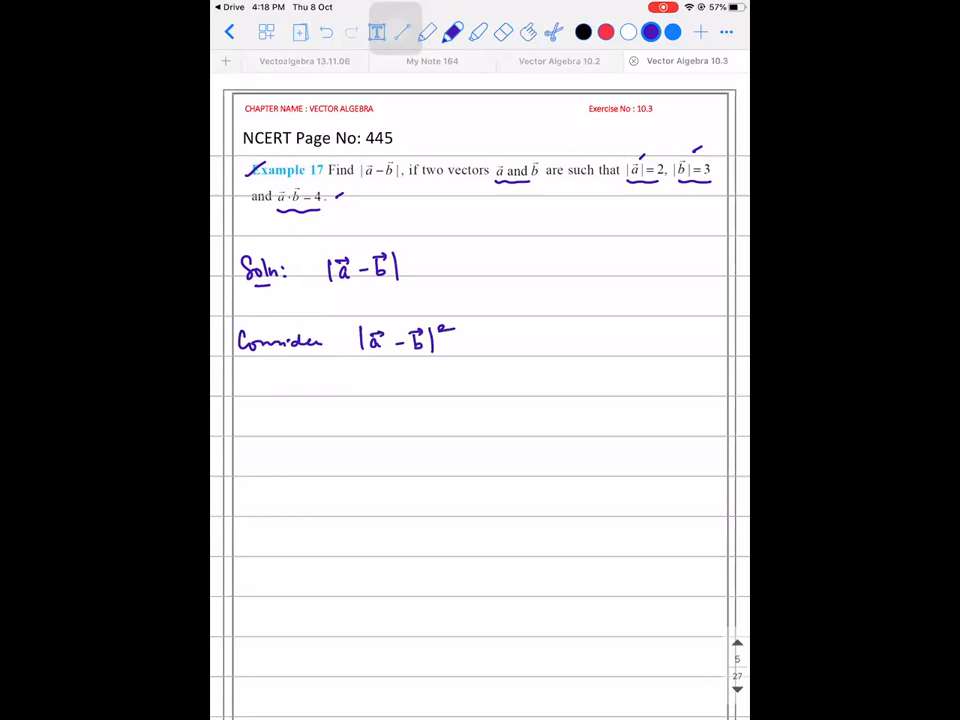 Drive 4:18 PM Thu 8 Oct 57%
Vectoalgebra 13.11.06 My Note 164 Vector Algebra 10.2 Vector Algebra 10.3
CHAPTER NAME : VECTOR ALGEBRA Exercise No : 10.3
NCERT Page No: 445
Example 17 Find |a⃗ − b⃗|, if two vectors a⃗ and b⃗ are such that |a⃗| = 2, |b⃗| = 3
and a⃗ · b⃗ = 4 .
Soln: |a⃗ − b⃗|
Consider |a⃗ − b⃗|²
5
27